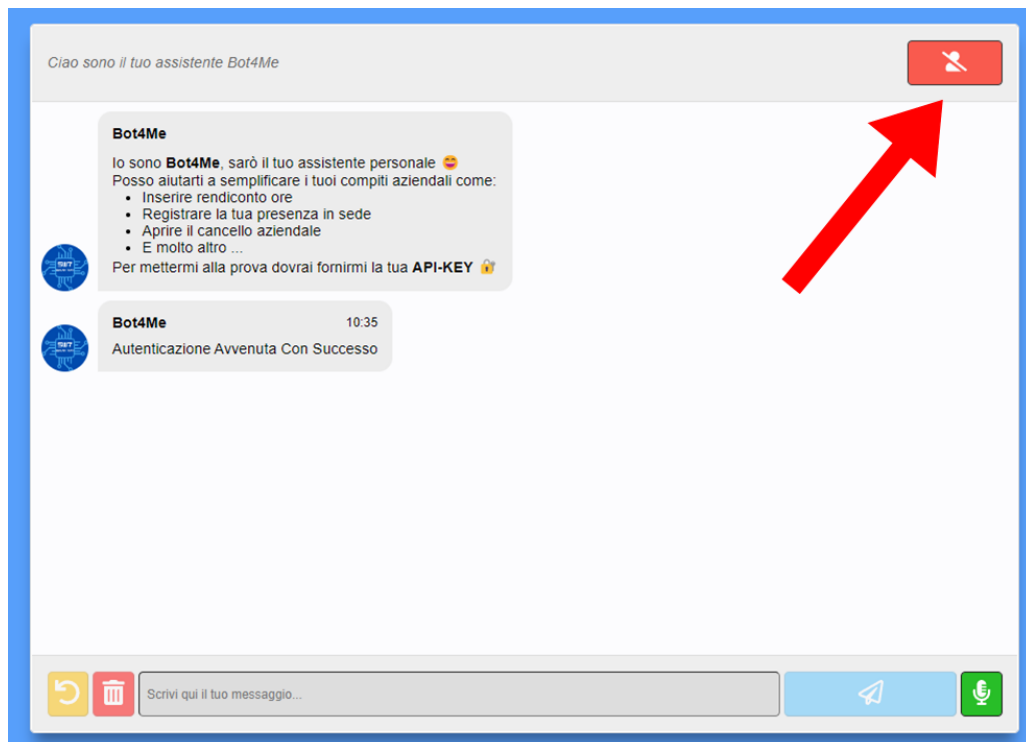 Ciao sono il tuo assistente Bot4Me
Bot4Me
Io sono Bot4Me, sarò il tuo assistente personale 😄
Posso aiutarti a semplificare i tuoi compiti aziendali come:
• Inserire rendiconto ore
• Registrare la tua presenza in sede
• Aprire il cancello aziendale
• E molto altro ...
Per mettermi alla prova dovrai fornirmi la tua API-KEY 🔐
Bot4Me 10:35
Autenticazione Avvenuta Con Successo
Scrivi qui il tuo messaggio...